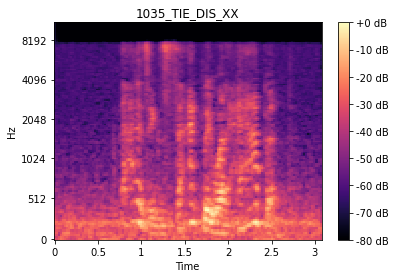 1035_TIE_DIS_XX
+0 dB
8192
-10 dB
4096
-20 dB
-30 dB
2048
Hz
-40 dB
1024
-50 dB
512
-60 dB
-70 dB
0
-80 dB
0 0.5 1 1.5 2 2.5 3
Time